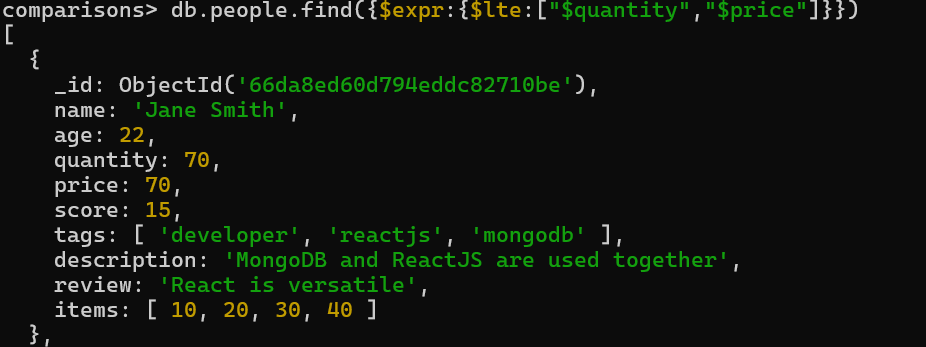 comparisons> db.people.find({$expr:{$lte:["$quantity","$price"]}})
[
  {
    _id: ObjectId('66da8ed60d794eddc82710be'),
    name: 'Jane Smith',
    age: 22,
    quantity: 70,
    price: 70,
    score: 15,
    tags: [ 'developer', 'reactjs', 'mongodb' ],
    description: 'MongoDB and ReactJS are used together',
    review: 'React is versatile',
    items: [ 10, 20, 30, 40 ]
  },